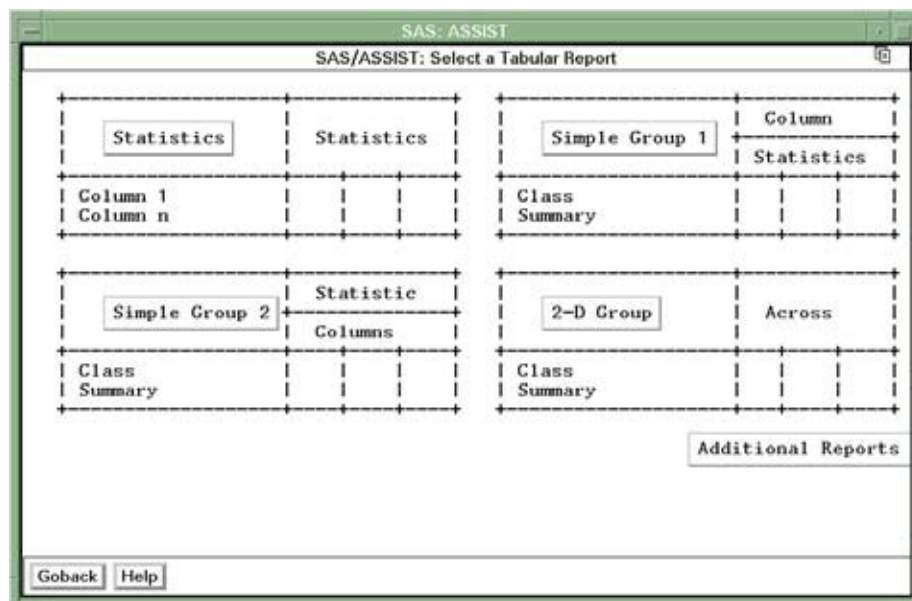 SAS: ASSIST
SAS/ASSIST: Select a Tabular Report
Statistics
Statistics
Column 1
Column n
Simple Group 1
Column
Statistics
Class
Summary
Simple Group 2
Statistic
Columns
Class
Summary
2-D Group
Across
Class
Summary
Additional Reports
Goback Help